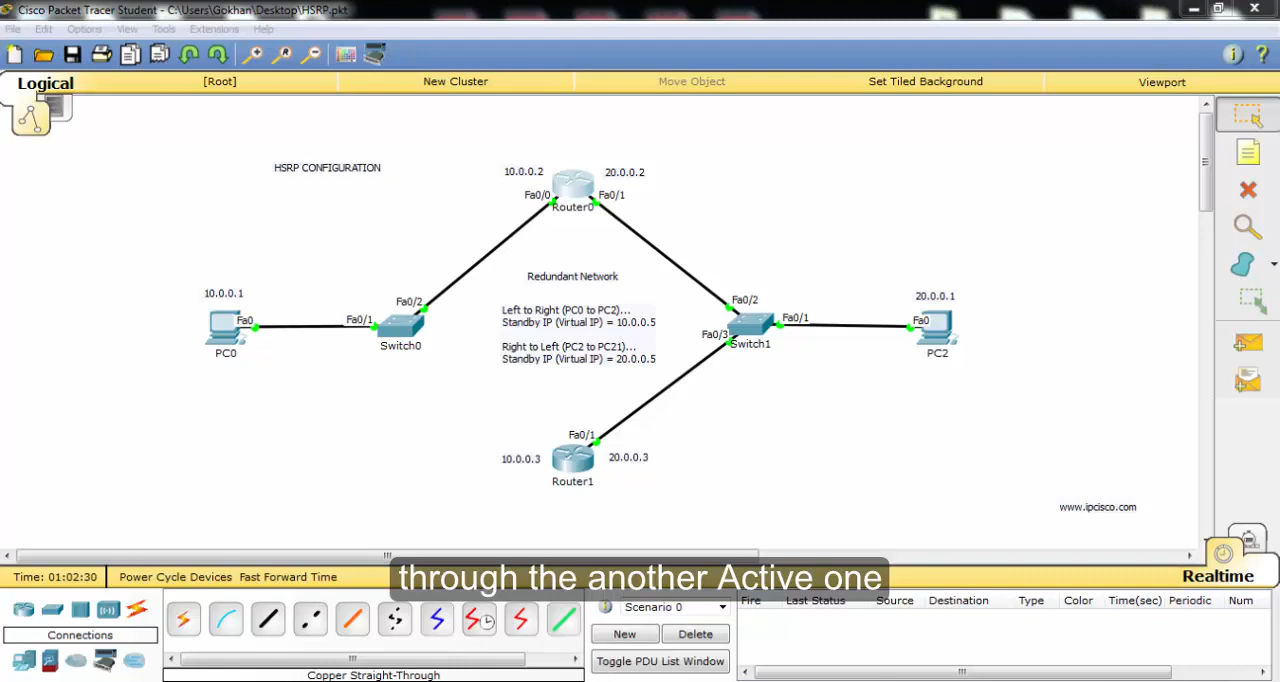 Cisco Packet Tracer Student - C:\Users\Gokhan\Desktop\HSRP.pkt
File Edit Options View Tools Extensions Help
Logical [Root] New Cluster Move Object Set Tiled Background Viewport
HSRP CONFIGURATION
10.0.0.2 20.0.0.2
Fa0/0 Fa0/1
Router0
Redundant Network
Left to Right (PC0 to PC2)...
Standby IP (Virtual IP) = 10.0.0.5
Right to Left (PC2 to PC21)...
Standby IP (Virtual IP) = 20.0.0.5
10.0.0.1
Fa0
PC0
Fa0/1 Fa0/2
Switch0
Fa0/2
Fa0/1
Fa0/3
Switch1
20.0.0.1
Fa0
PC2
Fa0/1
10.0.0.3 20.0.0.3
Router1
www.ipcisco.com
Time: 01:02:30 Power Cycle Devices Fast Forward Time
through the another Active one
Realtime
Connections
Copper Straight-Through
Scenario 0
New Delete
Toggle PDU List Window
Fire Last Status Source Destination Type Color Time(sec) Periodic Num